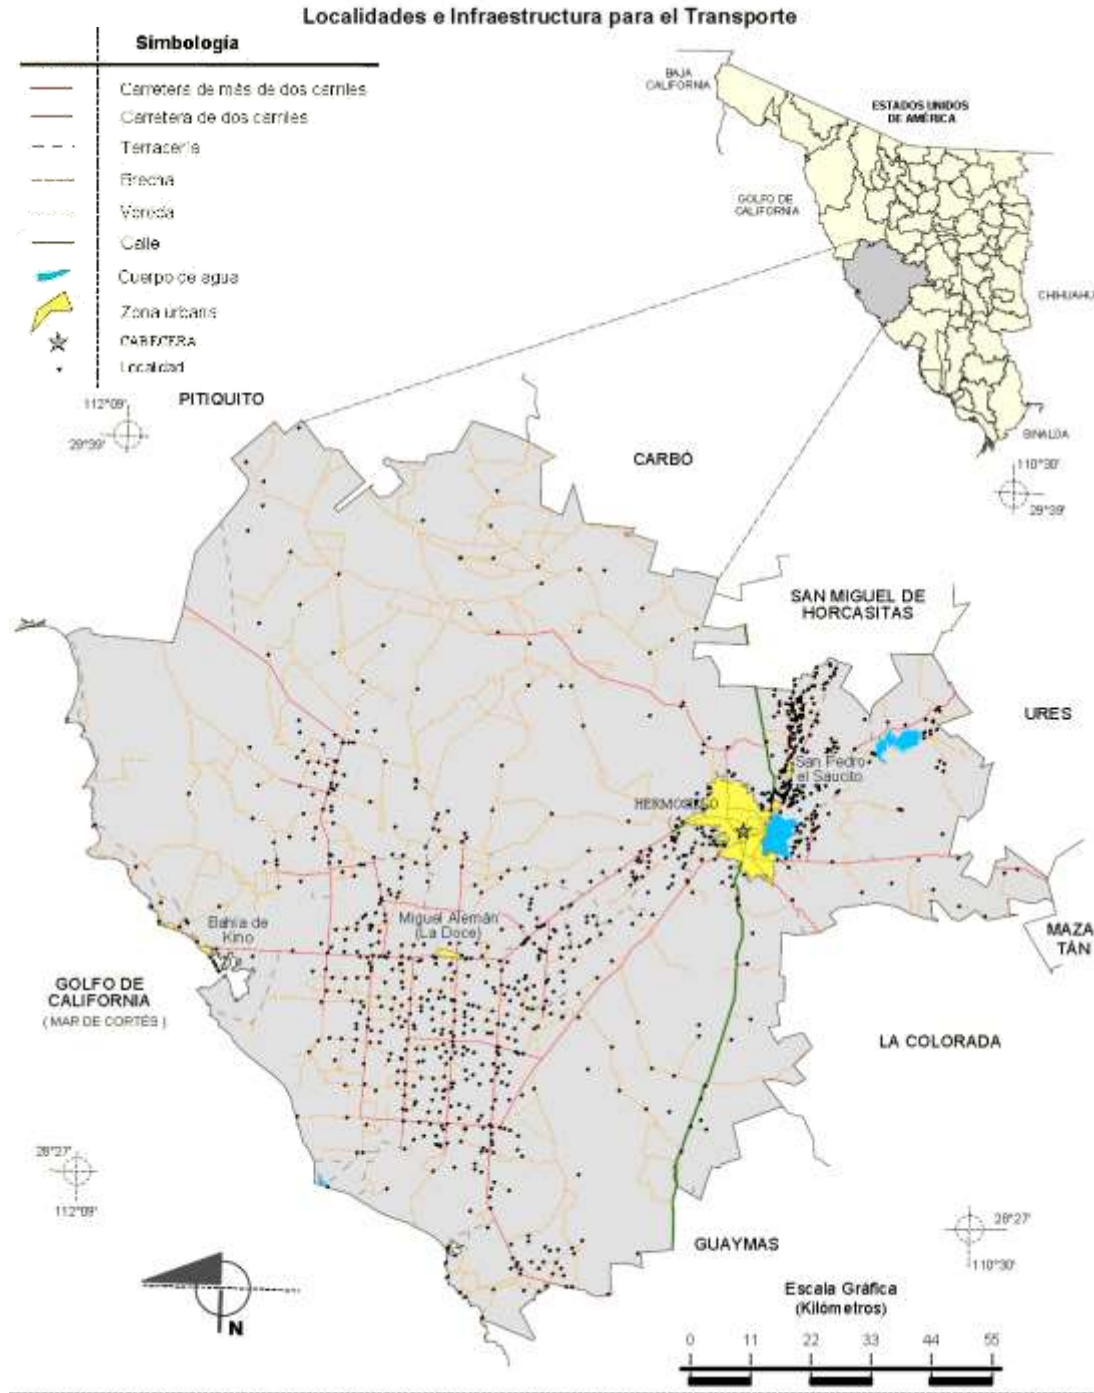 Localidades e Infraestructura para el Transporte
Simbología
Carretera de más de dos carriles
Carretera de dos carriles
Terracería
Brecha
Vereda
Calle
Cuerpo de agua
Zona urbana
CABECERA
Localidad
BAJA
CALIFORNIA
ESTADOS UNIDOS
DE AMÉRICA
GOLFO DE
CALIFORNIA
CHIHUAHU
SINALOA
112°09'
29°39'
PITIQUITO
CARBÓ
110°30'
29°39'
SAN MIGUEL DE
HORCASITAS
URES
San Pedro
el Saucito
HERMOSILLO
Bahía de
Kino
Miguel Alemán
(La Doce)
MAZA
TÁN
GOLFO DE
CALIFORNIA
( MAR DE CORTÉS )
LA COLORADA
28°27'
112°09'
28°27'
110°30'
GUAYMAS
N
Escala Gráfica
(Kilómetros)
0 11 22 33 44 55